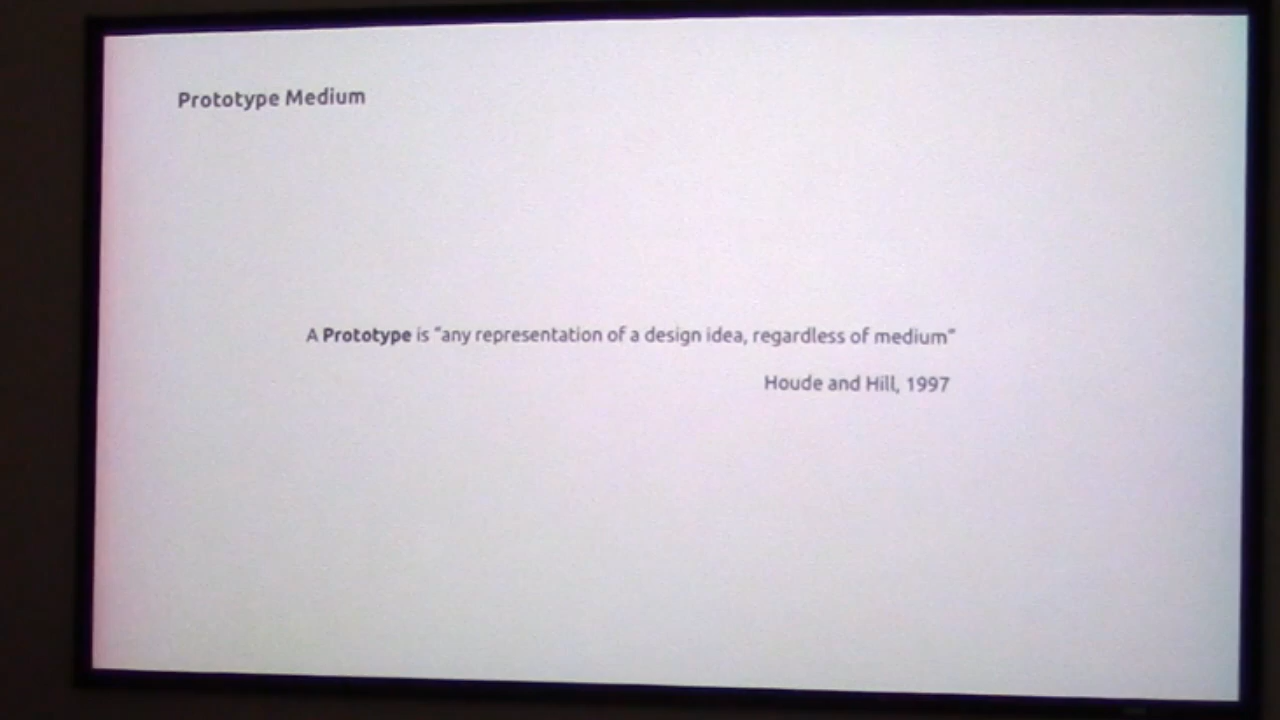 Prototype Medium
A Prototype is “any representation of a design idea, regardless of medium”
Houde and Hill, 1997